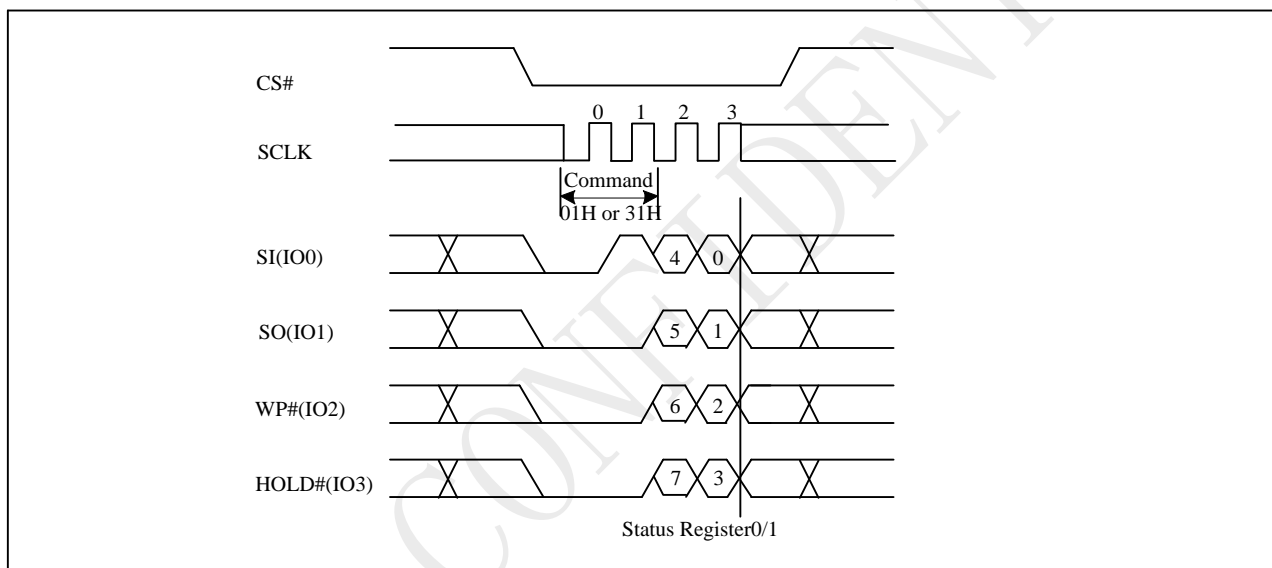 CS#
0 1 2 3
SCLK
Command
01H or 31H
SI(IO0) 4 0
SO(IO1) 5 1
WP#(IO2) 6 2
HOLD#(IO3) 7 3
Status Register0/1
CONFIDENT